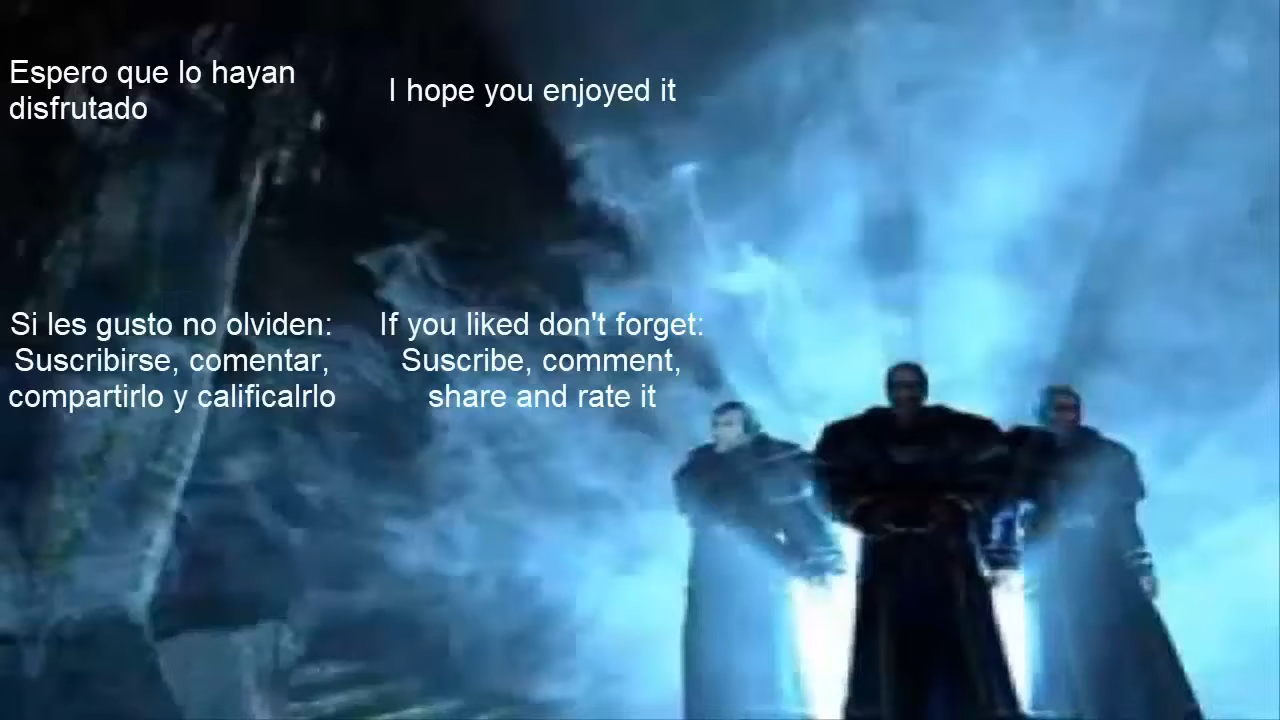 Espero que lo hayan
disfrutado
I hope you enjoyed it
Si les gusto no olviden:
Suscribirse, comentar,
compartirlo y calificalrlo
If you liked don't forget:
Suscribe, comment,
share and rate it